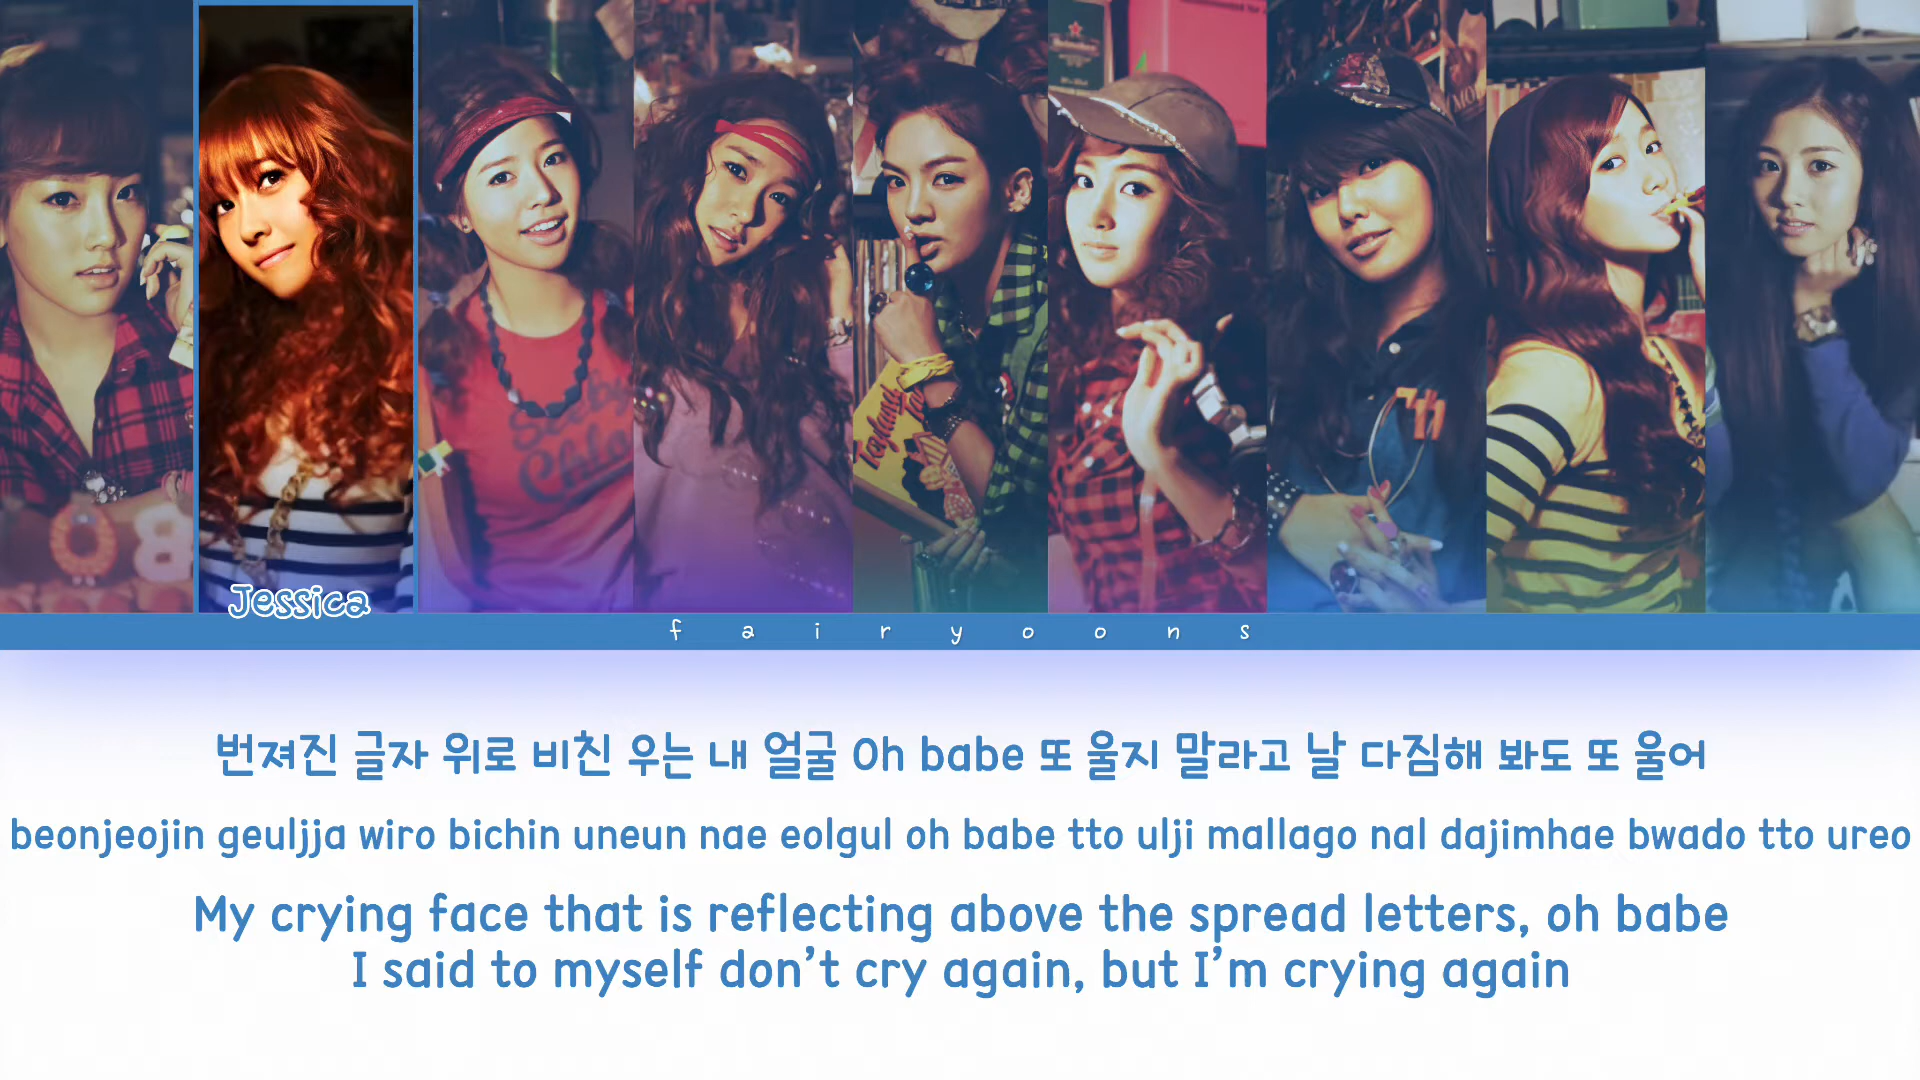 Jessica
fairyoons
번져진 글자 위로 비친 우는 내 얼굴 Oh babe 또 울지 말라고 날 다짐해 봐도 또 울어
beonjeojin geuljja wiro bichin uneun nae eolgul oh babe tto ulji mallago nal dajimhae bwado tto ureo
My crying face that is reflecting above the spread letters, oh babe
I said to myself don’t cry again, but I’m crying again